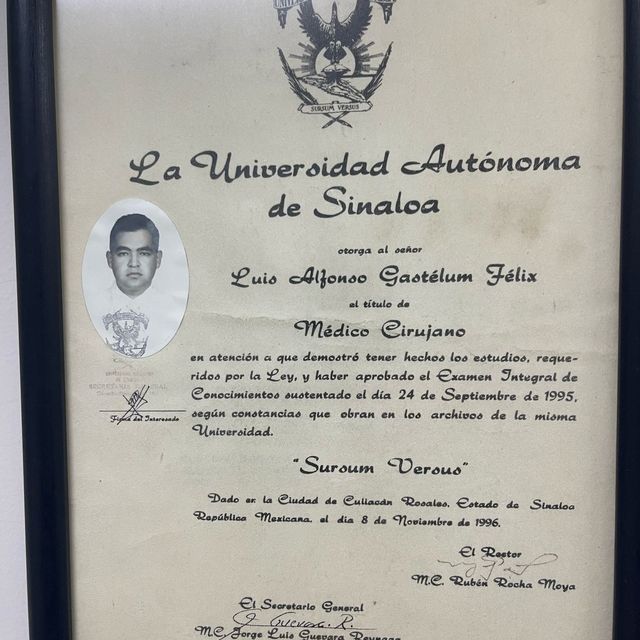 SURSUM VERSUS
La Universidad Autónoma
de Sinaloa
otorga al señor
Luis Alfonso Gastélum Félix
el título de
Médico Cirujano
en atención a que demostró tener hechos los estudios, reque-
ridos por la Ley, y haber aprobado el Examen Integral de
Conocimientos sustentado el día 24 de Septiembre de 1995,
según constancias que obran en los archivos de la misma
Universidad.
"Sursum Versus"
Dado en la Ciudad de Culiacán Rosales, Estado de Sinaloa
República Mexicana, el día 8 de Noviembre de 1996.
Firma del Interesado
El Rector
M.C. Rubén Rocha Moya
El Secretario General
J. Guevara. R.
M.C. Jorge Luis Guevara Reynaga